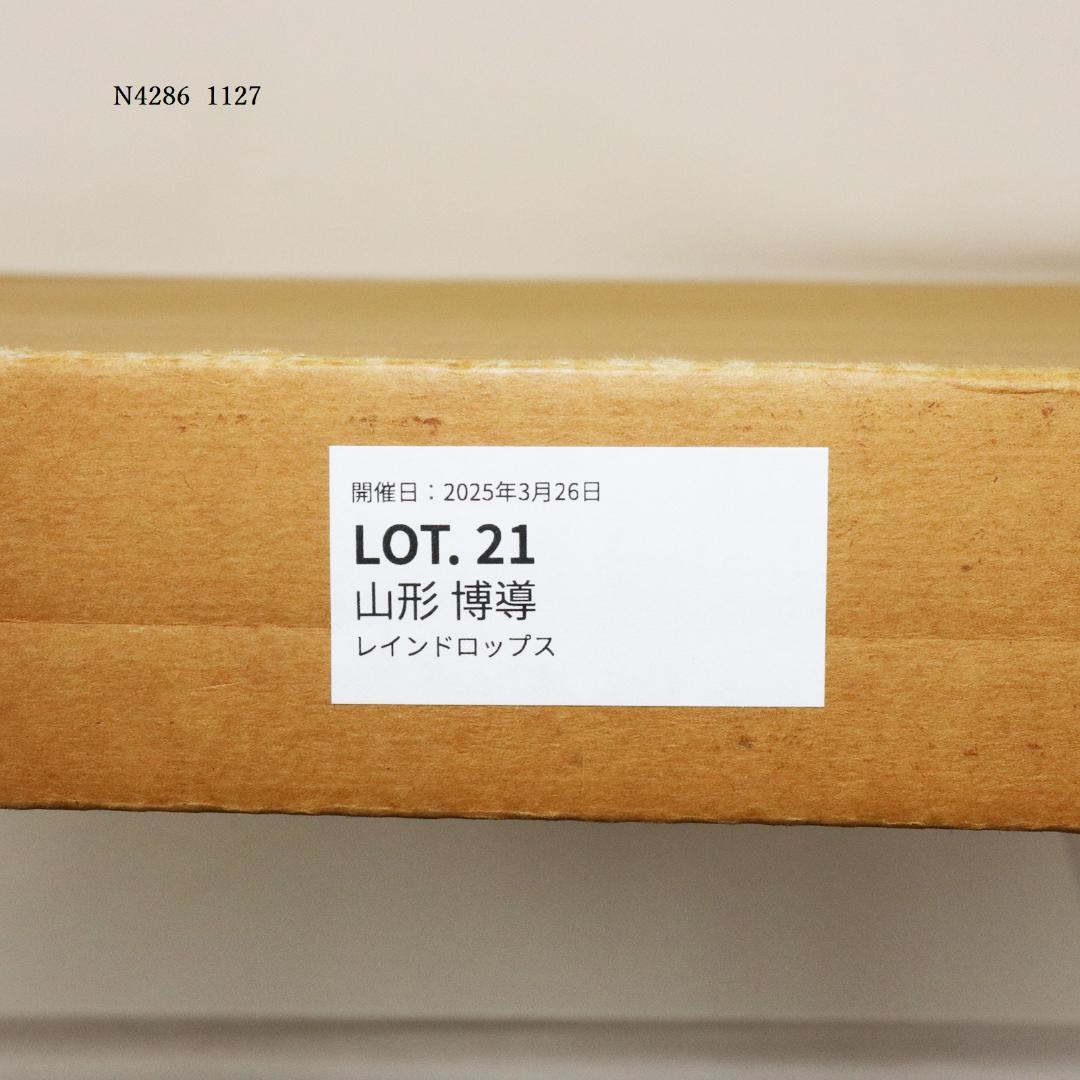 N4286 1127
開催日：2025年3月26日
LOT. 21
山形 博導
レインドロップス